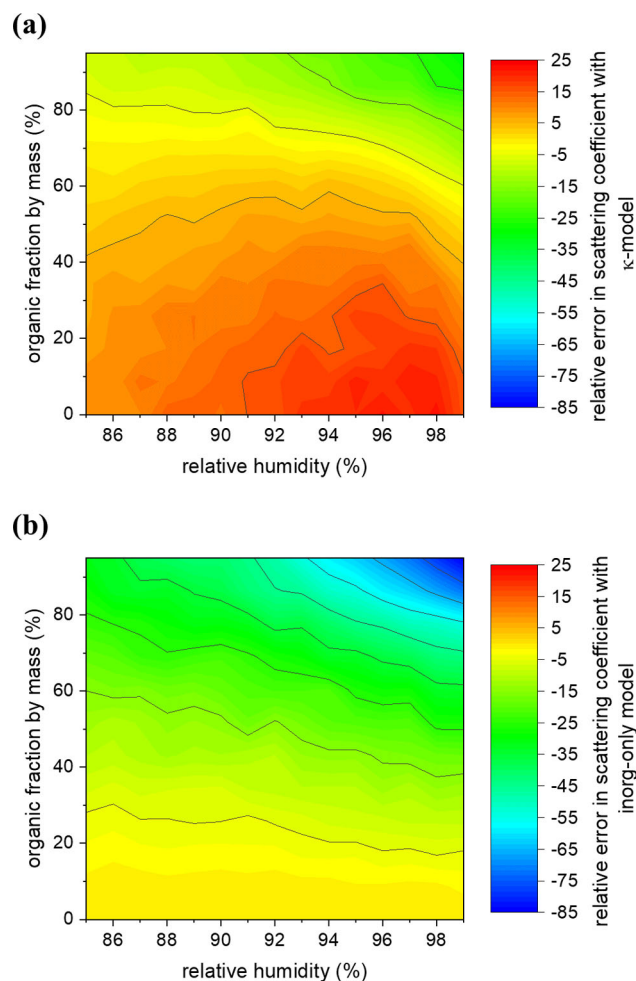 (a)
organic fraction by mass (%)
80
60
40
20
0
86 88 90 92 94 96 98
relative humidity (%)
25
15
5
-5
-15
-25
-35
-45
-55
-65
-75
-85
relative error in scattering coefficient with
κ-model
(b)
organic fraction by mass (%)
80
60
40
20
0
86 88 90 92 94 96 98
relative humidity (%)
25
15
5
-5
-15
-25
-35
-45
-55
-65
-75
-85
relative error in scattering coefficient with
inorg-only model